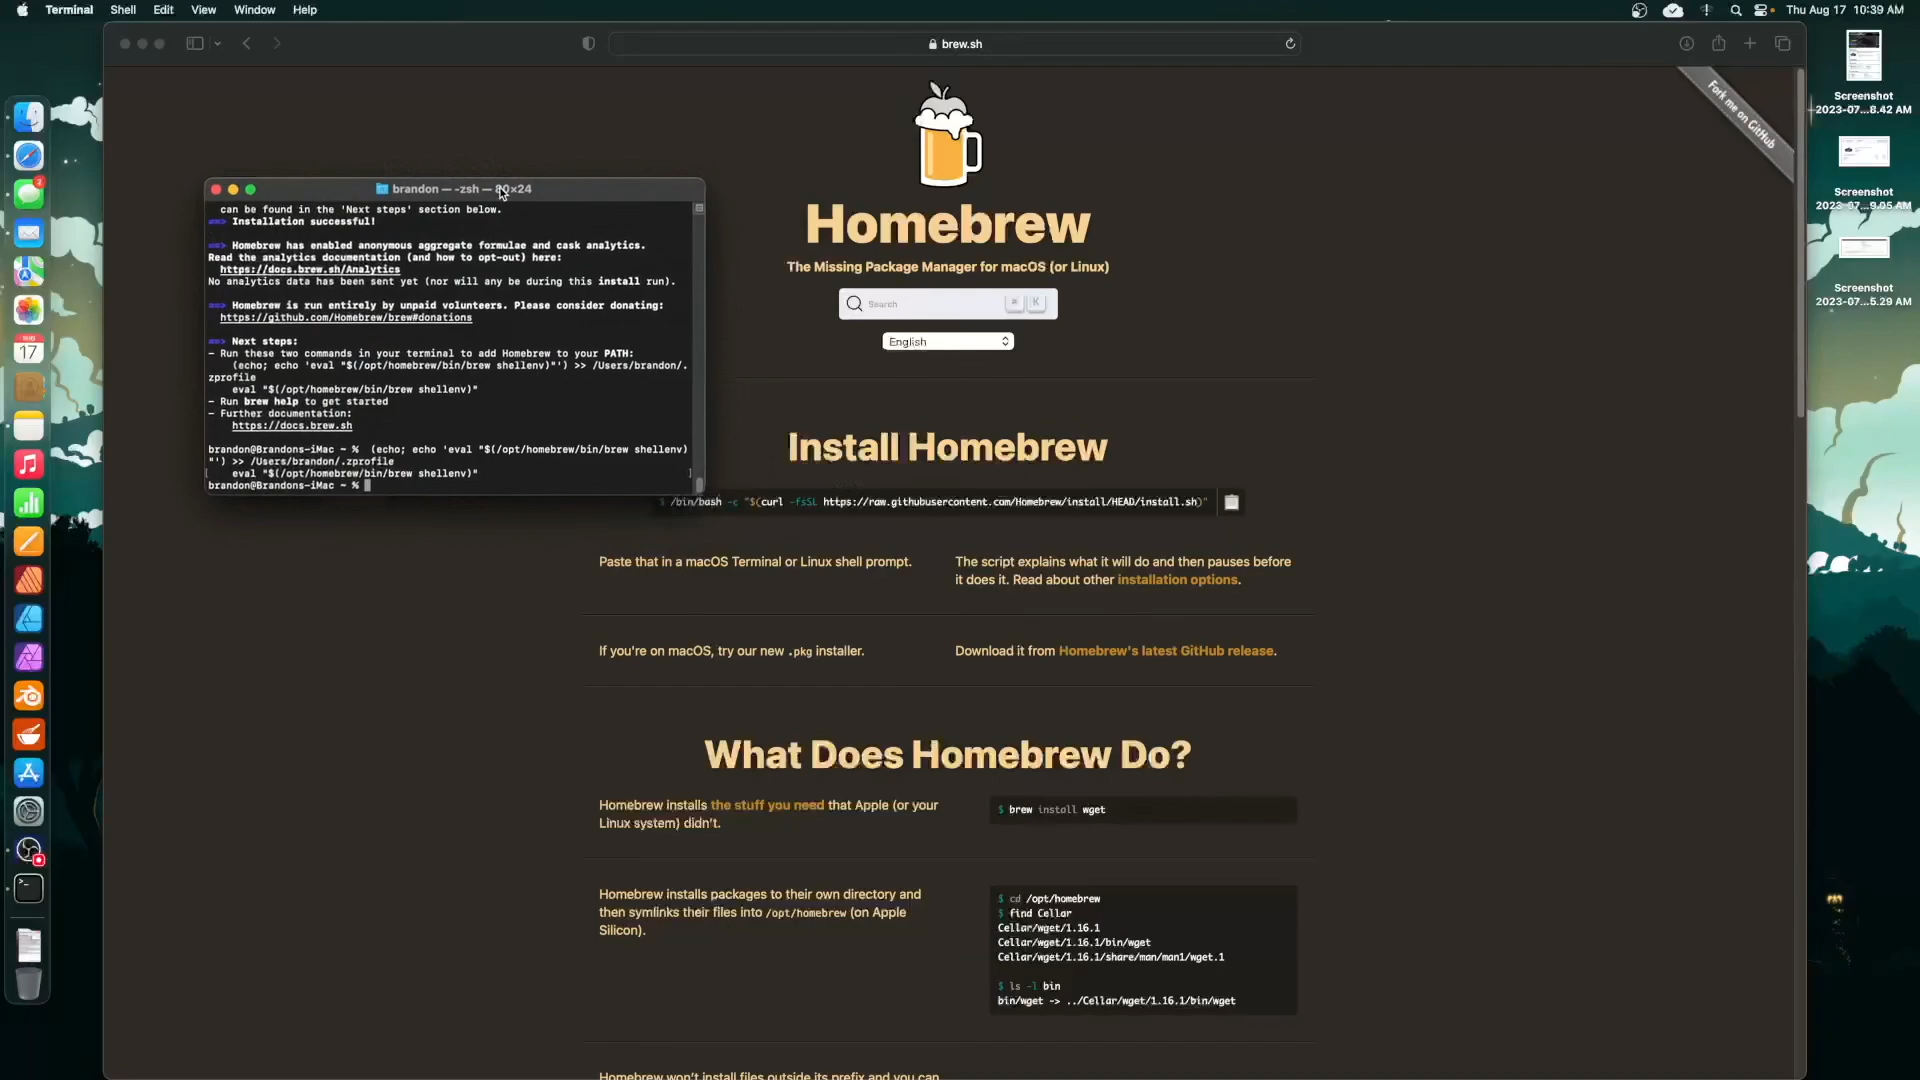 Terminal Shell Edit View Window Help
Thu Aug 17 10:39 AM
brew.sh
Fork me on GitHub
Screenshot
2023-07...8.42 AM
Screenshot
2023-07...9.05 AM
Screenshot
2023-07...5.29 AM
2
17
brandon — -zsh — 80×24
can be found in the 'Next steps' section below.
==> Installation successful!
==> Homebrew has enabled anonymous aggregate formulae and cask analytics.
Read the analytics documentation (and how to opt-out) here:
https://docs.brew.sh/Analytics
No analytics data has been sent yet (nor will any be during this install run).
==> Homebrew is run entirely by unpaid volunteers. Please consider donating:
https://github.com/Homebrew/brew#donations
==> Next steps:
- Run these two commands in your terminal to add Homebrew to your PATH:
(echo; echo 'eval "$(/opt/homebrew/bin/brew shellenv)"') >> /Users/brandon/.
zprofile
eval "$(/opt/homebrew/bin/brew shellenv)"
- Run brew help to get started
- Further documentation:
https://docs.brew.sh
brandon@Brandons-iMac ~ % (echo; echo 'eval "$(/opt/homebrew/bin/brew shellenv)
"') >> /Users/brandon/.zprofile
[ eval "$(/opt/homebrew/bin/brew shellenv)" ]
brandon@Brandons-iMac ~ %
Homebrew
The Missing Package Manager for macOS (or Linux)
Search ⌘ K
English
Install Homebrew
$ /bin/bash -c "$(curl -fsSL https://raw.githubusercontent.com/Homebrew/install/HEAD/install.sh)"
Paste that in a macOS Terminal or Linux shell prompt.
The script explains what it will do and then pauses before
it does it. Read about other installation options.
If you're on macOS, try our new .pkg installer.
Download it from Homebrew's latest GitHub release.
What Does Homebrew Do?
Homebrew installs the stuff you need that Apple (or your
Linux system) didn't.
$ brew install wget
Homebrew installs packages to their own directory and
then symlinks their files into /opt/homebrew (on Apple
Silicon).
$ cd /opt/homebrew
$ find Cellar
Cellar/wget/1.16.1
Cellar/wget/1.16.1/bin/wget
Cellar/wget/1.16.1/share/man/man1/wget.1
$ ls -l bin
bin/wget -> ../Cellar/wget/1.16.1/bin/wget
Homebrew won't install files outside its prefix and you can